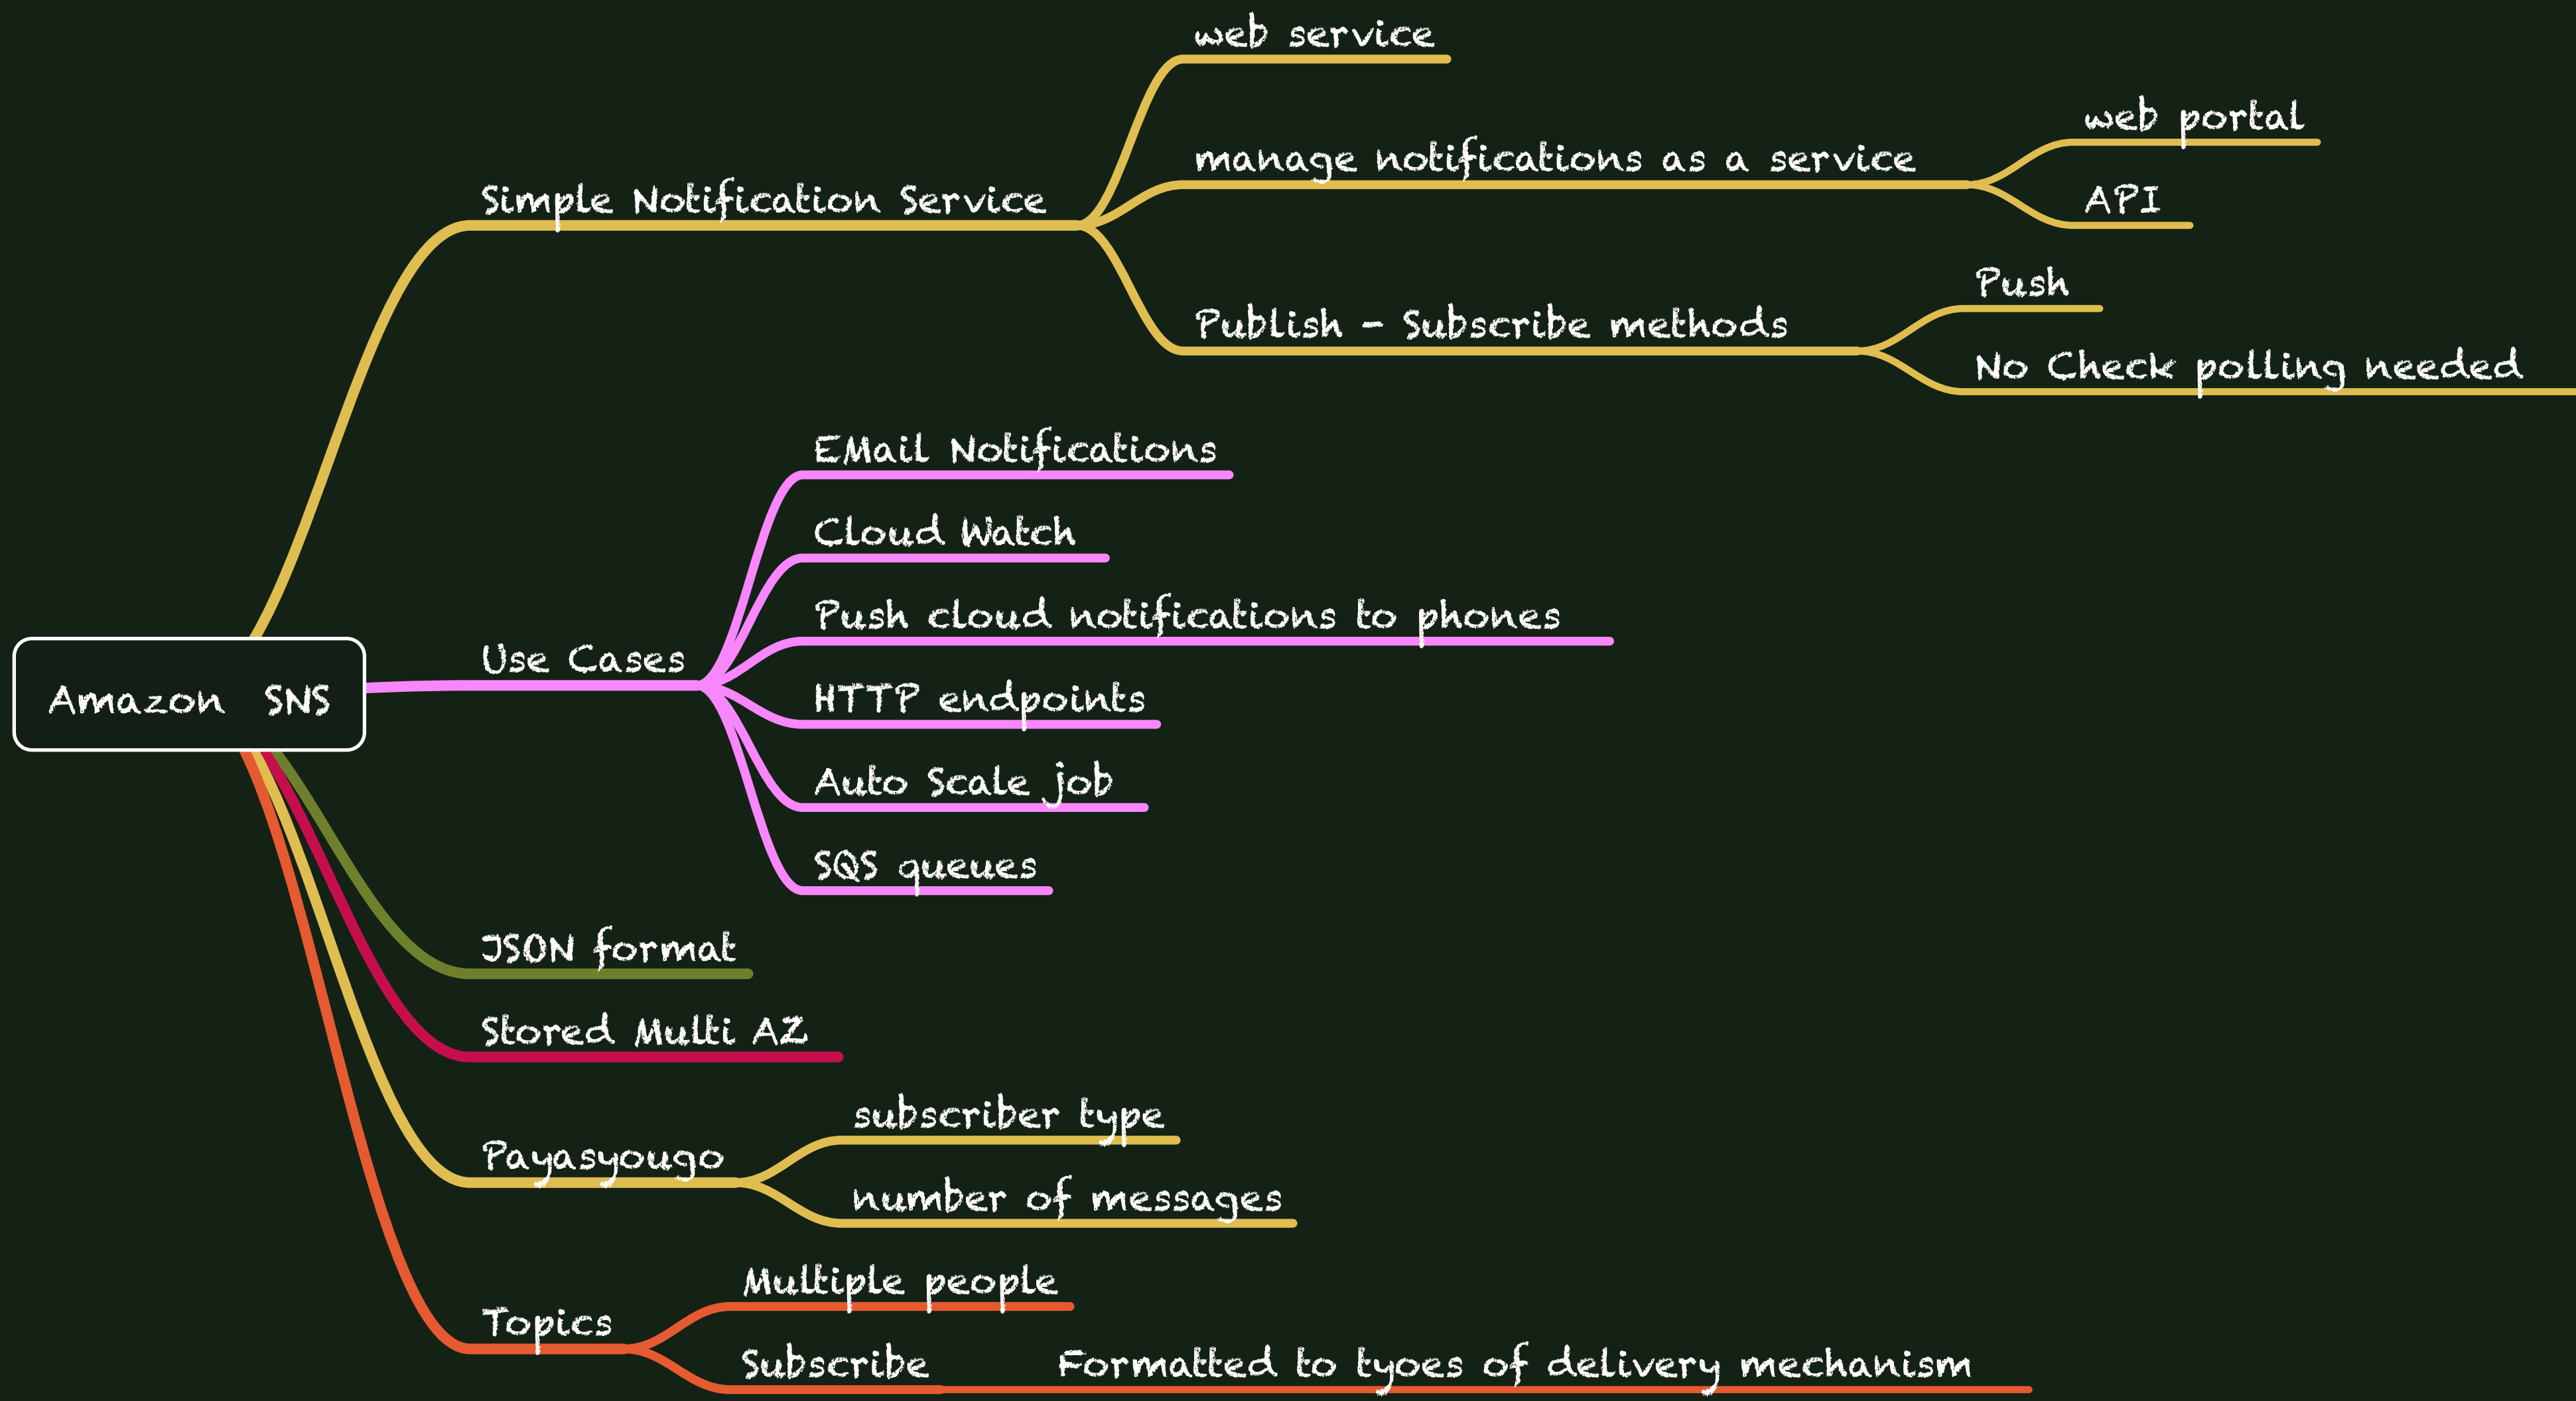 web service
web portal
manage notifications as a service
API
Simple Notification Service
Push
Publish - Subscribe methods
No Check polling needed
EMail Notifications
Cloud Watch
Push cloud notifications to phones
Use Cases
Amazon SNS
HTTP endpoints
Auto Scale job
SQS queues
JSON format
Stored Multi AZ
subscriber type
Payasyougo
number of messages
Multiple people
Topics
Subscribe
Formatted to tyoes of delivery mechanism